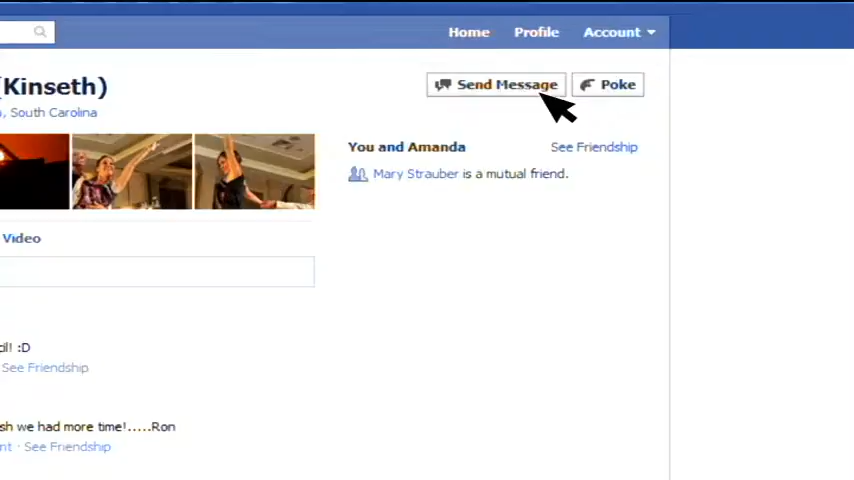 Home Profile Account
(Kinseth)
Send Message Poke
, South Carolina
You and Amanda See Friendship
Mary Strauber is a mutual friend.
Video
cil! :D
See Friendship
sh we had more time!.....Ron
nt · See Friendship